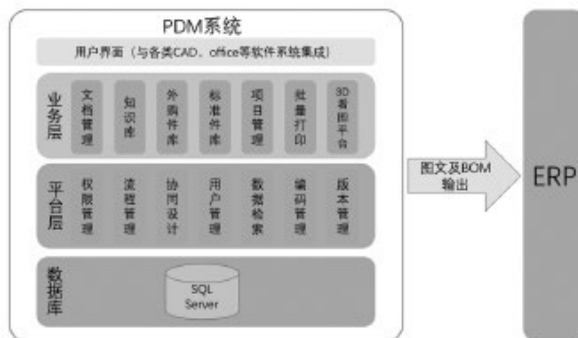 PDM系统
用户界面（与各类CAD、office等软件系统集成）
业务层
文档管理
知识库
外购件库
标准件库
项目管理
批量打印
3D看图平台
平台层
权限管理
流程管理
协同设计
用户管理
数据检索
编码管理
版本管理
数据库
SQL
Server
图文及BOM
输出
ERP